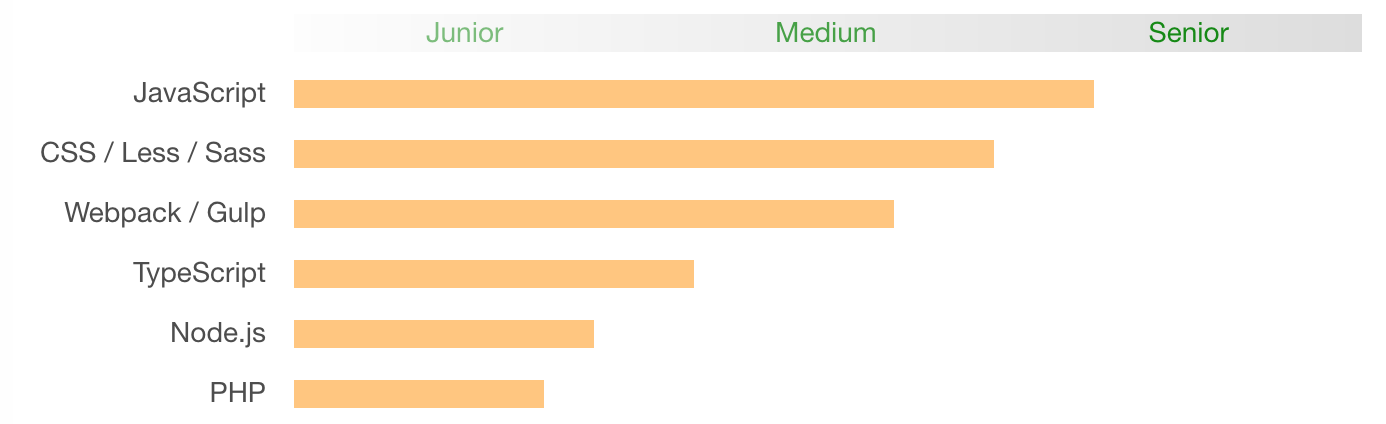 Junior Medium Senior
JavaScript
CSS / Less / Sass
Webpack / Gulp
TypeScript
Node.js
PHP